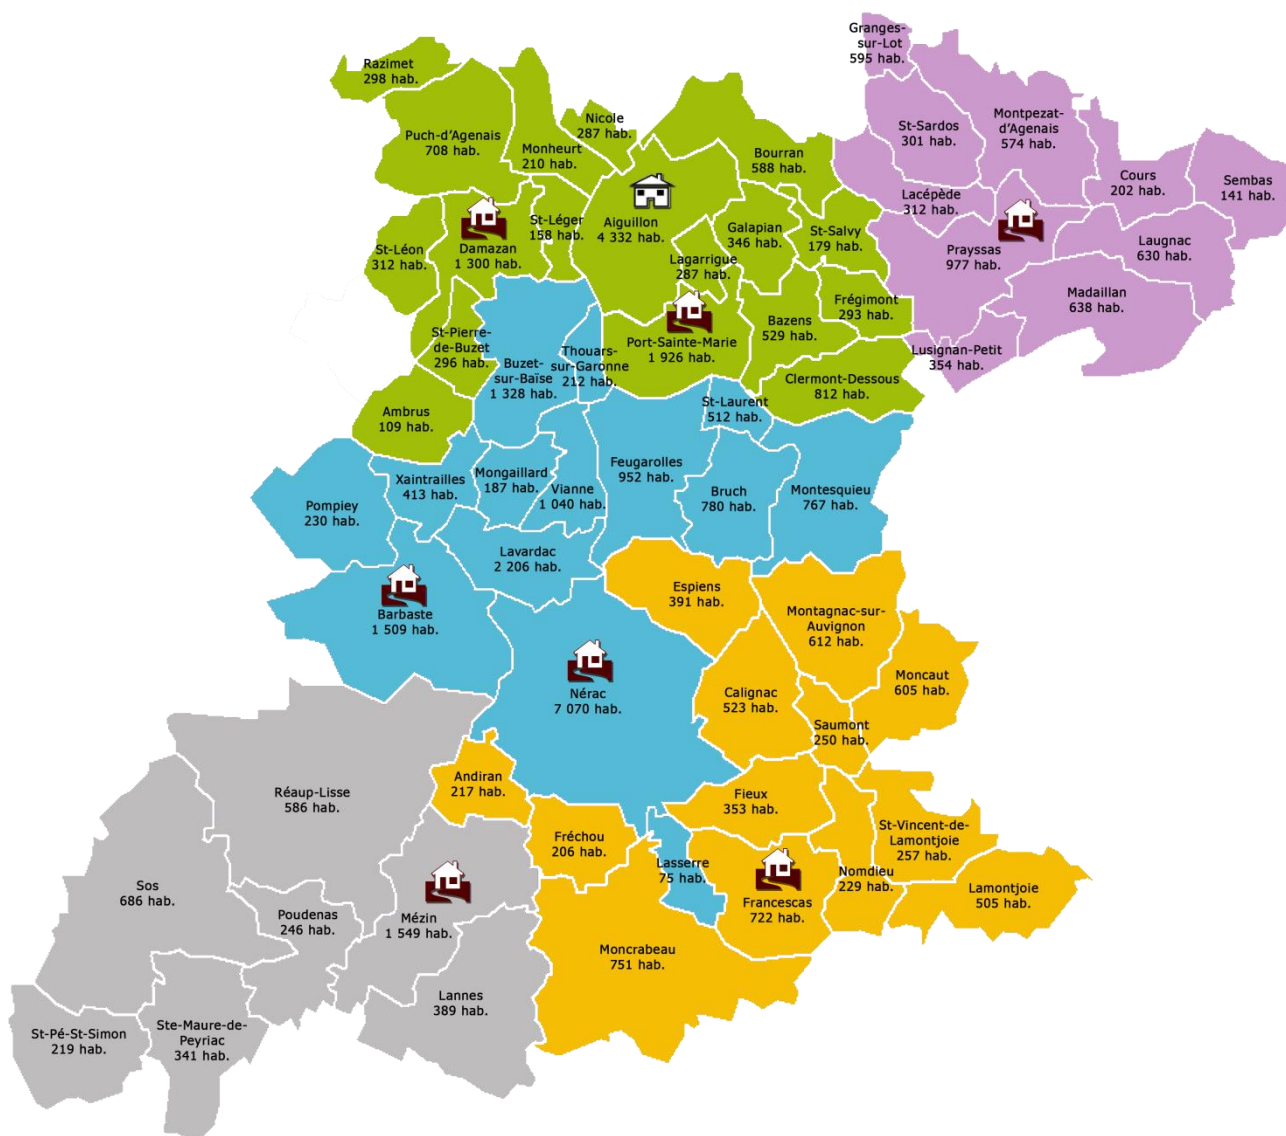 Granges-
sur-Lot
595 hab.
Razimet
298 hab.
Puch-d'Agenais
708 hab.
Monheurt
210 hab.
Nicole
287 hab.
Bourran
588 hab.
St-Sardos
301 hab.
Montpezat-
d'Agenais
574 hab.
Cours
202 hab.
Sembas
141 hab.
Lacépède
312 hab.
St-Léon
312 hab.
Damazan
1 300 hab.
St-Léger
158 hab.
Aiguillon
4 332 hab.
Galapian
346 hab.
St-Salvy
179 hab.
Lagarrigue
287 hab.
Prayssas
977 hab.
Laugnac
630 hab.
Madaillan
638 hab.
Frégimont
293 hab.
Bazens
529 hab.
Port-Sainte-Marie
1 926 hab.
Lusignan-Petit
354 hab.
St-Pierre-
de-Buzet
296 hab.
Buzet-
sur-Baïse
1 328 hab.
Thouars-
sur-Garonne
212 hab.
Clermont-Dessous
812 hab.
Ambrus
109 hab.
St-Laurent
512 hab.
Pompiey
230 hab.
Xaintrailles
413 hab.
Mongaillard
187 hab.
Vianne
1 040 hab.
Feugarolles
952 hab.
Bruch
780 hab.
Montesquieu
767 hab.
Lavardac
2 206 hab.
Barbaste
1 509 hab.
Espiens
391 hab.
Montagnac-sur-
Auvignon
612 hab.
Moncaut
605 hab.
Nérac
7 070 hab.
Calignac
523 hab.
Saumont
250 hab.
Réaup-Lisse
586 hab.
Andiran
217 hab.
Fieux
353 hab.
Fréchou
206 hab.
St-Vincent-de-
Lamontjoie
257 hab.
Lasserre
75 hab.
Francescas
722 hab.
Nomdieu
229 hab.
Lamontjoie
505 hab.
Sos
686 hab.
Poudenas
246 hab.
Mézin
1 549 hab.
Moncrabeau
751 hab.
Lannes
389 hab.
St-Pé-St-Simon
219 hab.
Ste-Maure-de-
Peyriac
341 hab.